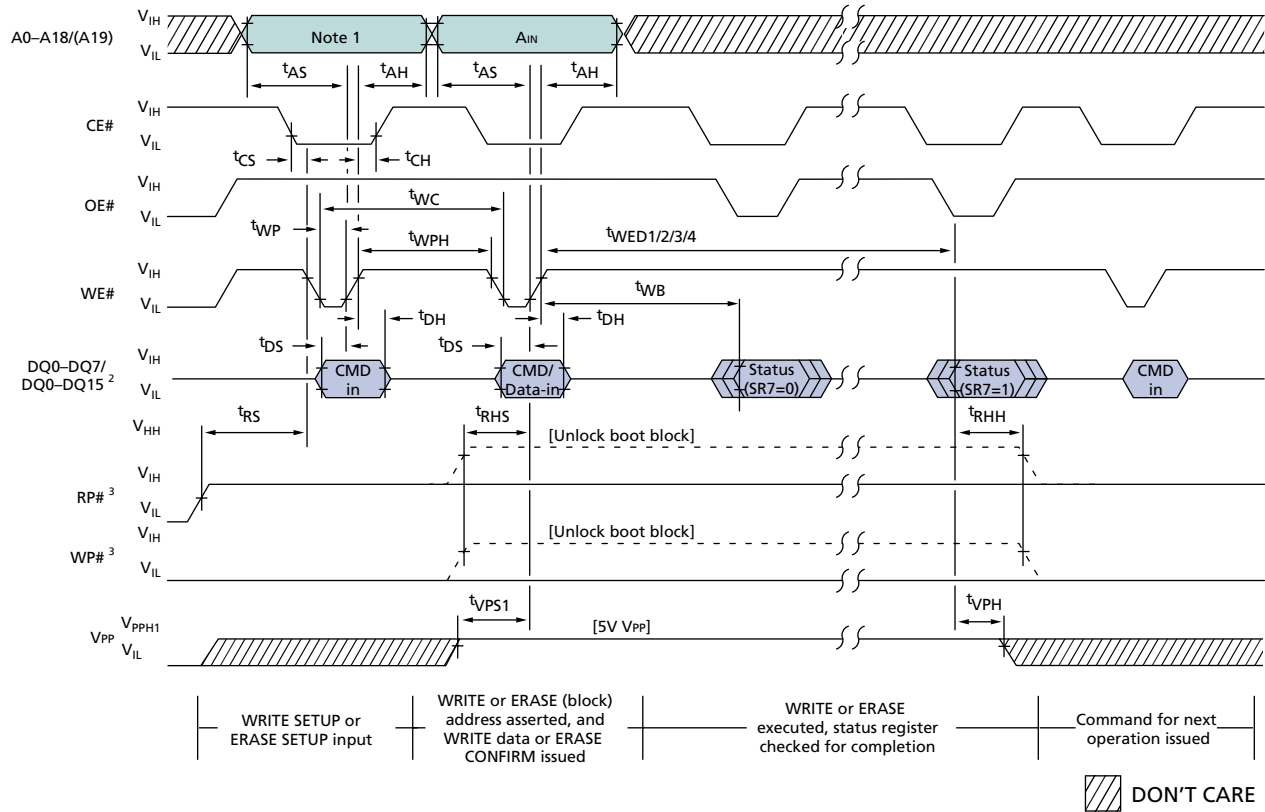 A0–A18/(A19)
VIH
VIL
Note 1
AIN
tAS
tAH
tAS
tAH
CE#
VIH
VIL
tCS
tCH
OE#
VIH
VIL
tWC
tWP
tWPH
tWED1/2/3/4
WE#
VIH
VIL
tWB
tDH
tDH
tDS
tDS
DQ0–DQ7/
DQ0–DQ15 2
VIH
VIL
CMD
in
CMD/
Data-in
Status
(SR7=0)
Status
(SR7=1)
CMD
in
tRS
tRHS
tRHH
VHH
[Unlock boot block]
VIH
RP# 3
VIL
VIH
[Unlock boot block]
WP# 3
VIL
tVPS1
tVPH
VPP
VPPH1
VIL
[5V VPP]
WRITE SETUP or
ERASE SETUP input
WRITE or ERASE (block)
address asserted, and
WRITE data or ERASE
CONFIRM issued
WRITE or ERASE
executed, status register
checked for completion
Command for next
operation issued
DON'T CARE